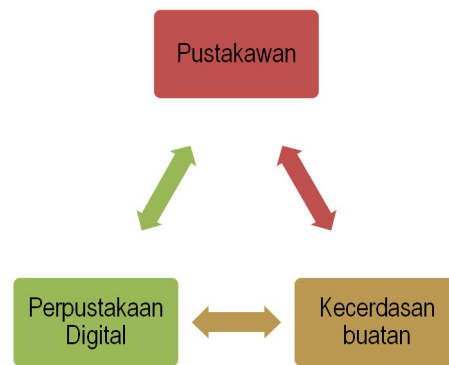 Pustakawan
Perpustakaan
Digital
Kecerdasan
buatan